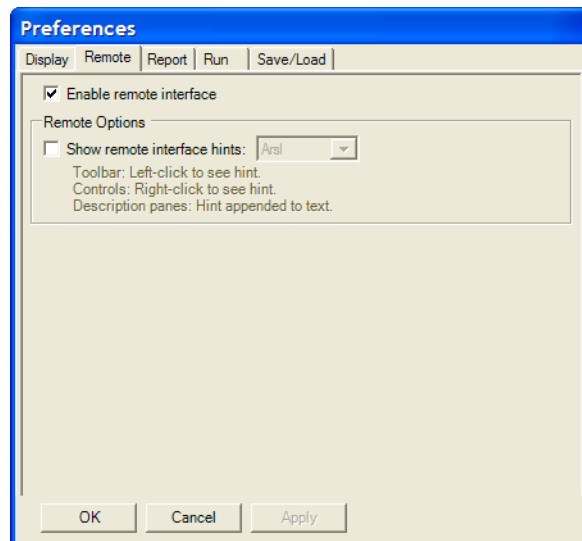 Preferences
Display Remote Report Run Save/Load
Enable remote interface
Remote Options
Show remote interface hints: Arsl
Toolbar: Left-click to see hint.
Controls: Right-click to see hint.
Description panes: Hint appended to text.
OK Cancel Apply